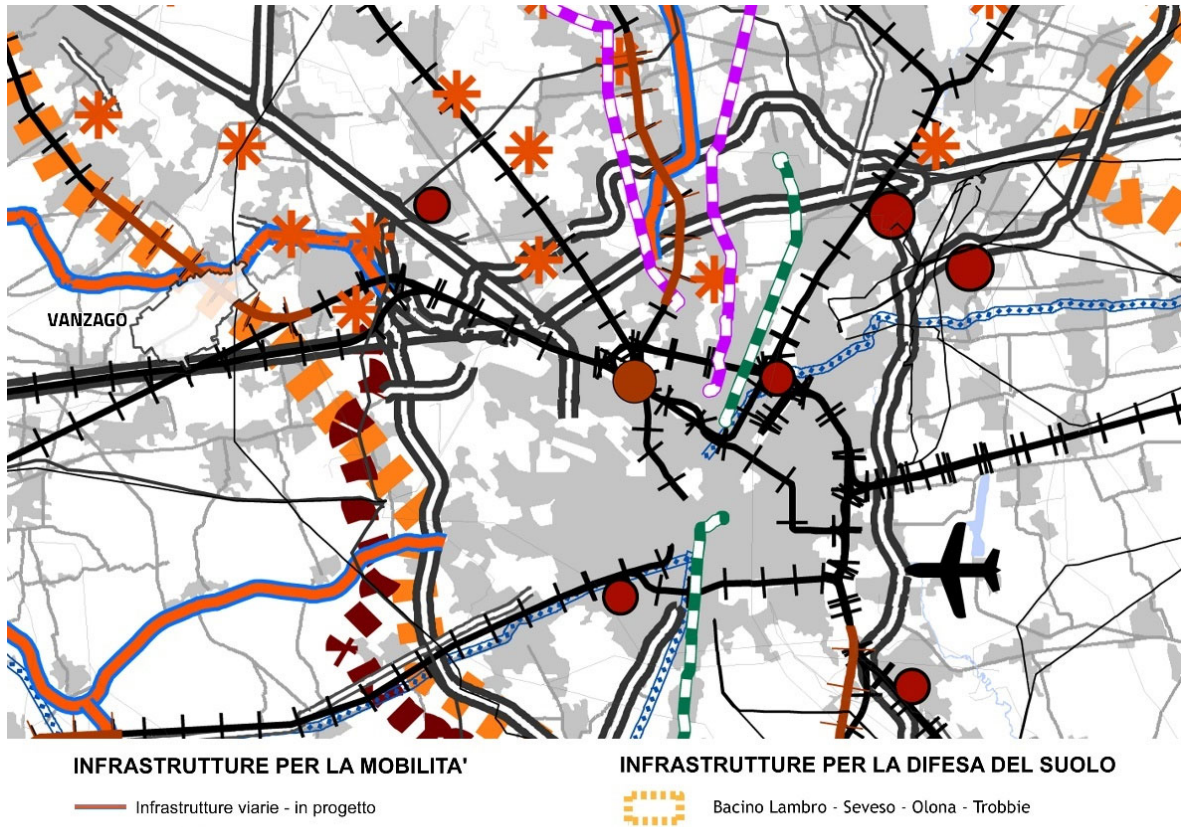 VANZAGO
INFRASTRUTTURE PER LA MOBILITA'
Infrastrutture viarie - in progetto
INFRASTRUTTURE PER LA DIFESA DEL SUOLO
Bacino Lambro - Seveso - Olona - Trobbie